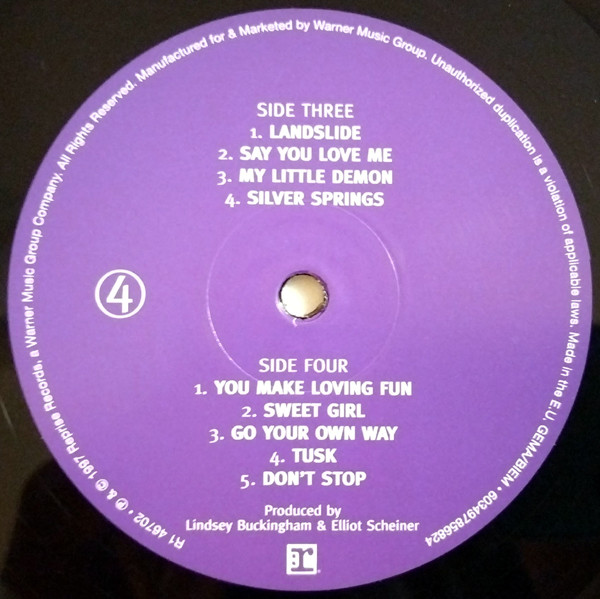 SIDE THREE
1. LANDSLIDE
2. SAY YOU LOVE ME
3. MY LITTLE DEMON
4. SILVER SPRINGS
4
SIDE FOUR
1. YOU MAKE LOVING FUN
2. SWEET GIRL
3. GO YOUR OWN WAY
4. TUSK
5. DON'T STOP
Produced by
Lindsey Buckingham & Elliot Scheiner
r
R1 46702 • ℗ & © 1997 Reprise Records, a Warner Music Group Company. All Rights Reserved. Manufactured for & Marketed by Warner Music Group. Unauthorized duplication is a violation of applicable laws. Made in the E.U. GEMA/BIEM • 603497856824